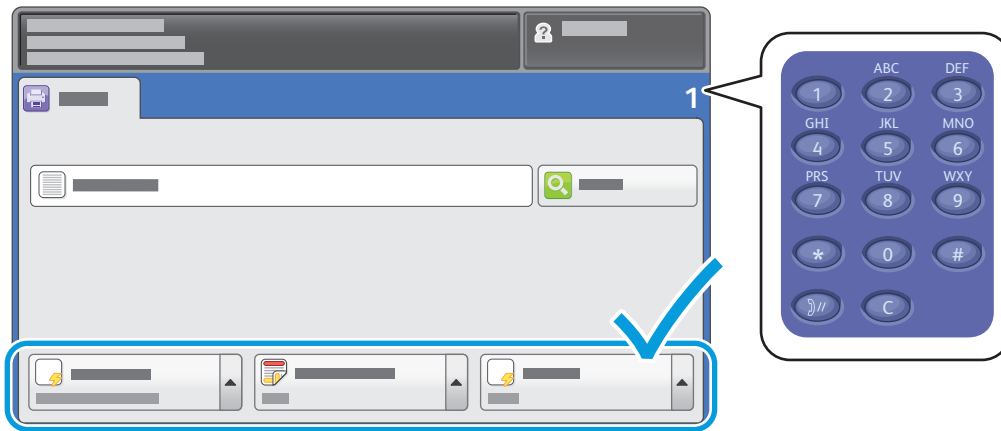 ?
1
ABC DEF
1 2 3
GHI JKL MNO
4 5 6
PRS TUV WXY
7 8 9
* 0 #
C